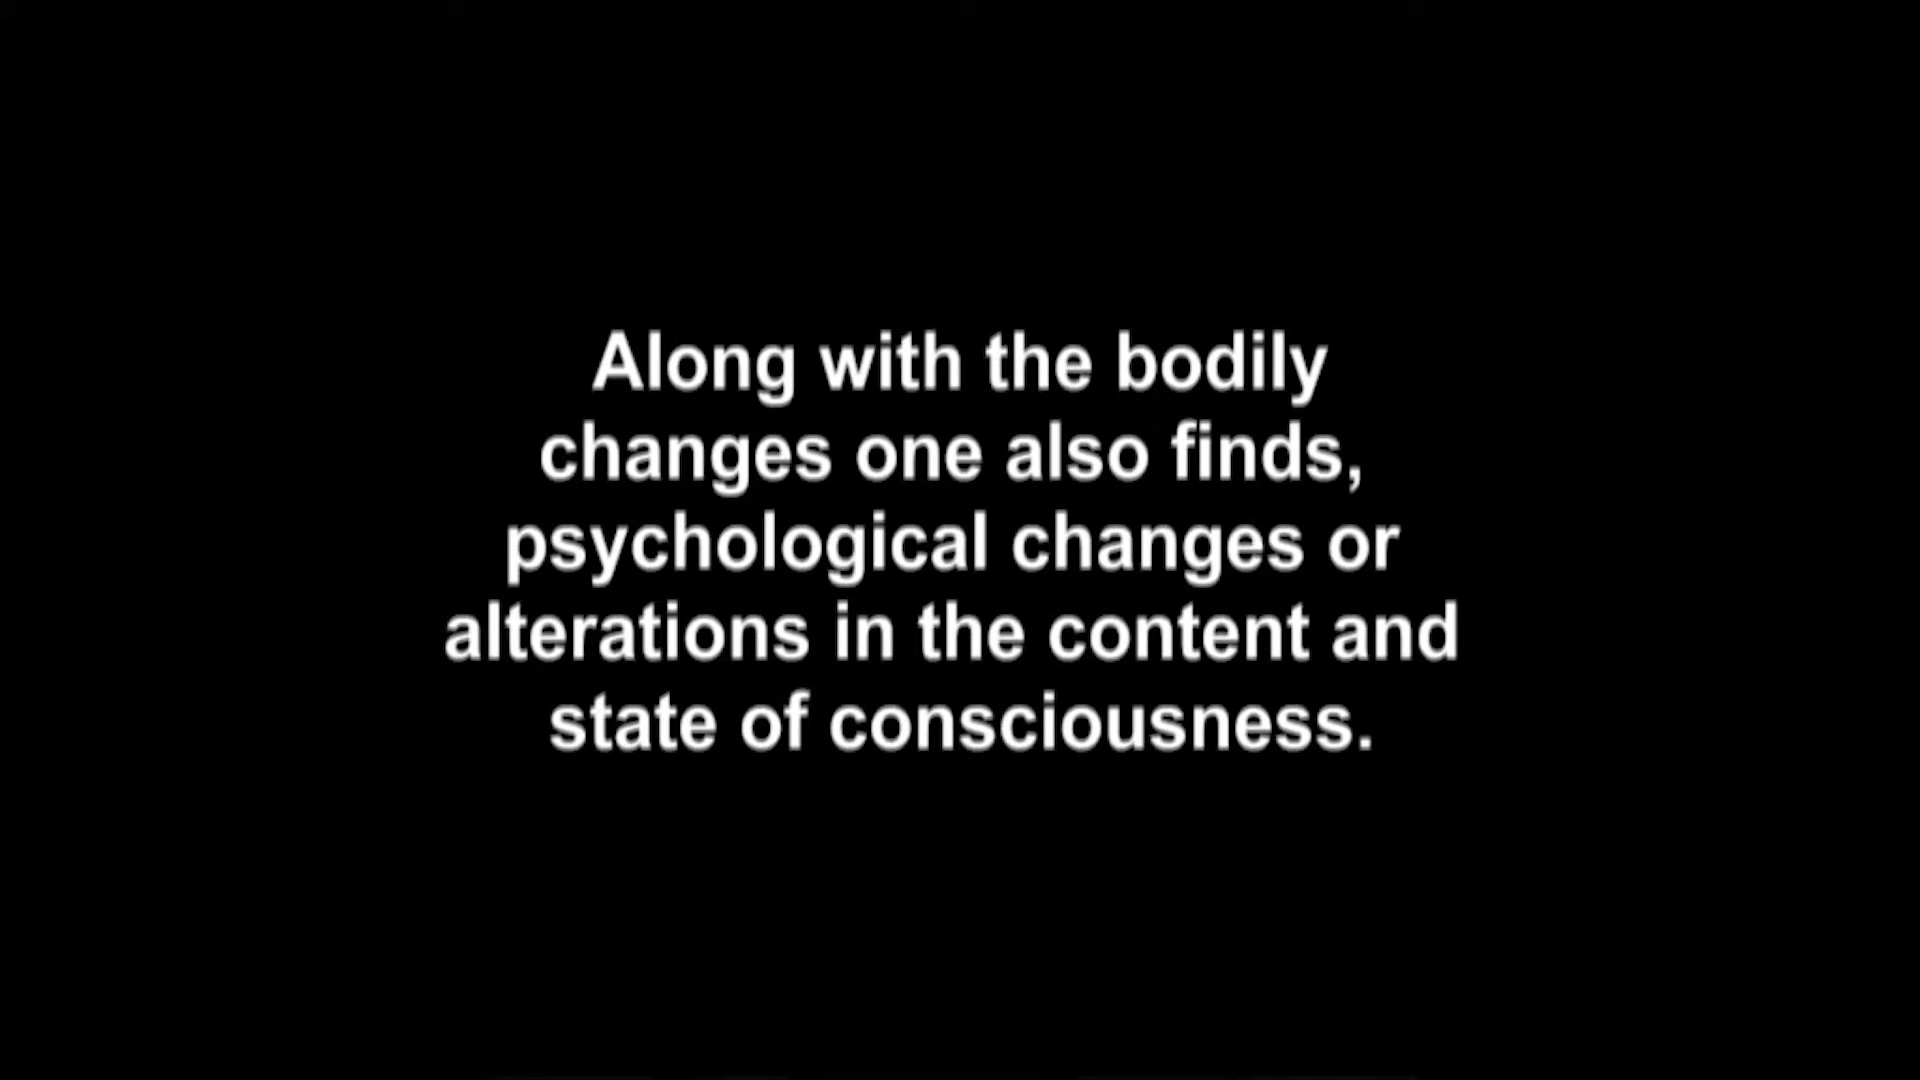 Along with the bodily
changes one also finds,
psychological changes or
alterations in the content and
state of consciousness.